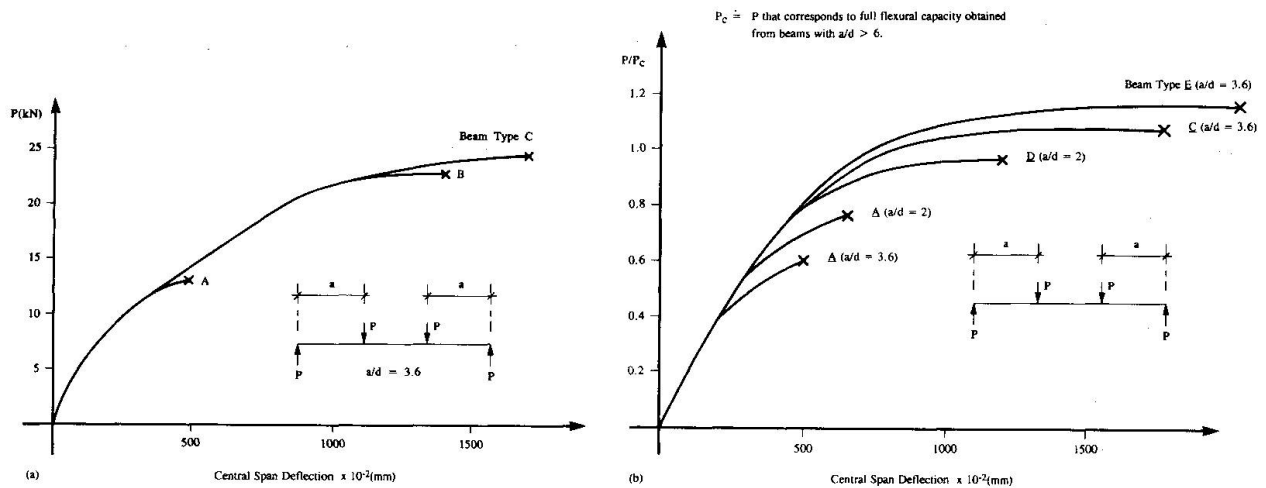 P(kN)
25
20
15
10
5
500
1000
1500
Beam Type C
B
A
a
a
P
P
P
a/d = 3.6
P
(a)
Central Span Deflection x 10⁻²(mm)
P꜀ ≐ P that corresponds to full flexural capacity obtained
from beams with a/d > 6.
P/P꜀
1.2
1.0
0.8
0.6
0.4
0.2
500
1000
1500
Beam Type E (a/d = 3.6)
C (a/d = 3.6)
D (a/d = 2)
A (a/d = 2)
A (a/d = 3.6)
a
a
P
P
P
P
(b)
Central Span Deflection x 10⁻²(mm)